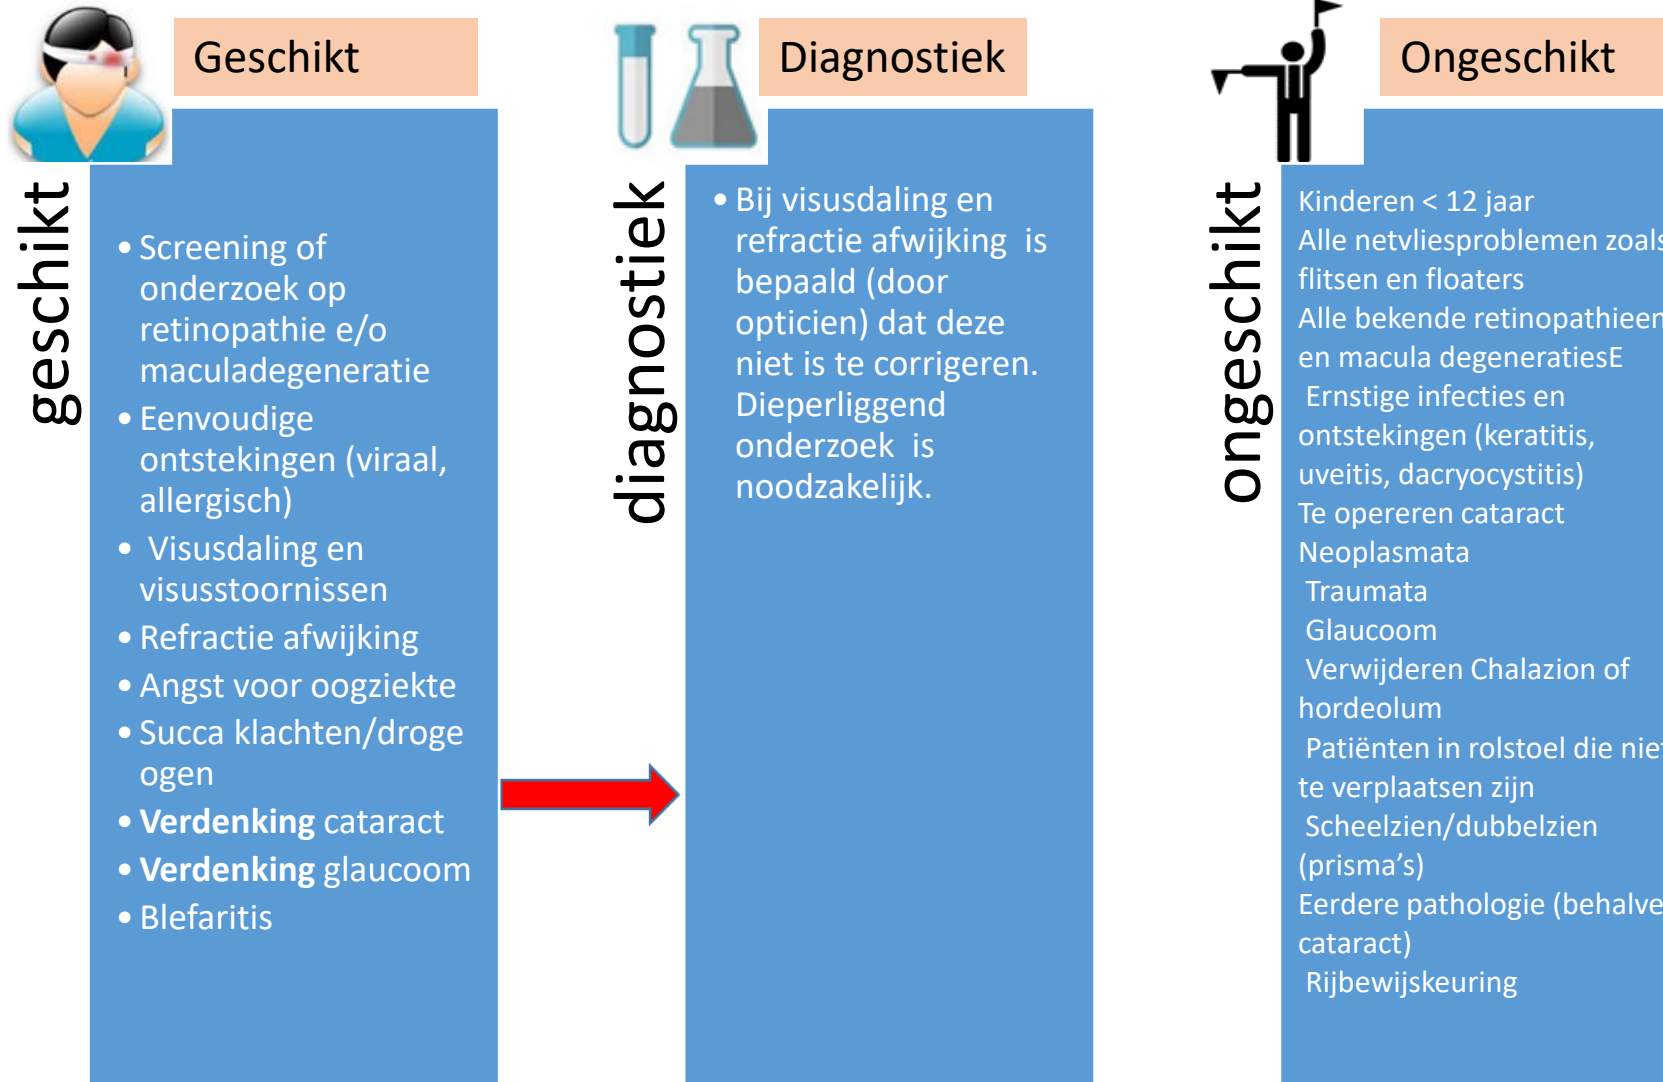 Geschikt
geschikt
• Screening of
onderzoek op
retinopathie e/o
maculadegeneratie
• Eenvoudige
ontstekingen (viraal,
allergisch)
• Visusdaling en
visusstoornissen
• Refractie afwijking
• Angst voor oogziekte
• Succa klachten/droge
ogen
• Verdenking cataract
• Verdenking glaucoom
• Blefaritis
Diagnostiek
diagnostiek
• Bij visusdaling en
refractie afwijking is
bepaald (door
opticien) dat deze
niet is te corrigeren.
Dieperliggend
onderzoek is
noodzakelijk.
Ongeschikt
ongeschikt
Kinderen < 12 jaar
Alle netvliesproblemen zoals
flitsen en floaters
Alle bekende retinopathieen
en macula degeneratiesE
Ernstige infecties en
ontstekingen (keratitis,
uveitis, dacryocystitis)
Te opereren cataract
Neoplasmata
Traumata
Glaucoom
Verwijderen Chalazion of
hordeolum
Patiënten in rolstoel die niet
te verplaatsen zijn
Scheelzien/dubbelzien
(prisma's)
Eerdere pathologie (behalve
cataract)
Rijbewijskeuring